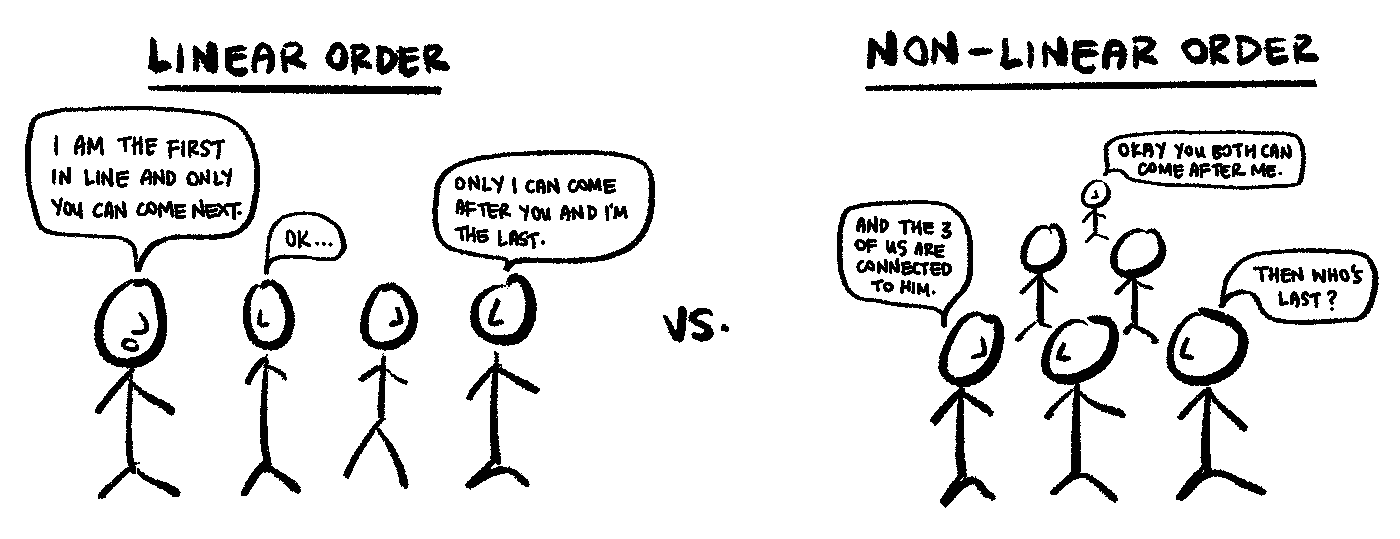 LINEAR ORDER
I AM THE FIRST
IN LINE AND ONLY
YOU CAN COME NEXT.
OK...
ONLY I CAN COME
AFTER YOU AND I'M
THE LAST.
VS.
NON-LINEAR ORDER
OKAY YOU BOTH CAN
COME AFTER ME.
AND THE 3
OF US ARE
CONNECTED
TO HIM.
THEN WHO'S
LAST?